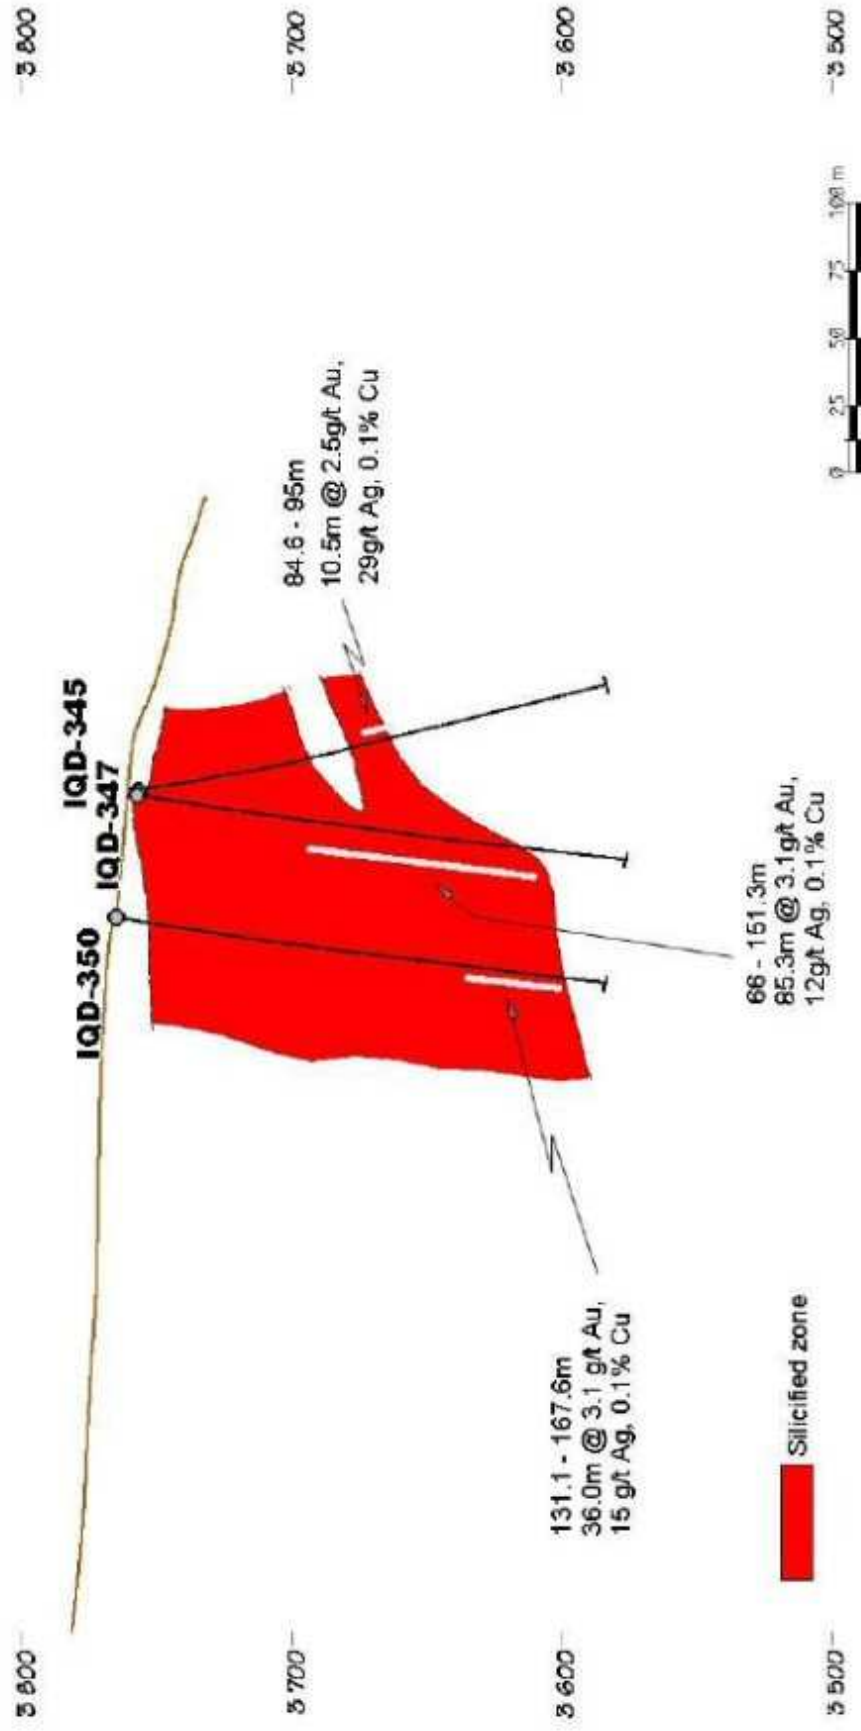 3 800
3 800
IQD-345
IQD-347
IQD-350
3 700
3 700
84.6 - 95m
10.5m @ 2.5g/t Au,
29g/t Ag, 0.1% Cu
131.1 - 167.6m
36.0m @ 3.1 g/t Au,
15 g/t Ag, 0.1% Cu
3 600
3 600
66 - 151.3m
85.3m @ 3.1g/t Au,
12g/t Ag, 0.1% Cu
Silicified zone
0 25 50 75 100 m
3 500
3 500